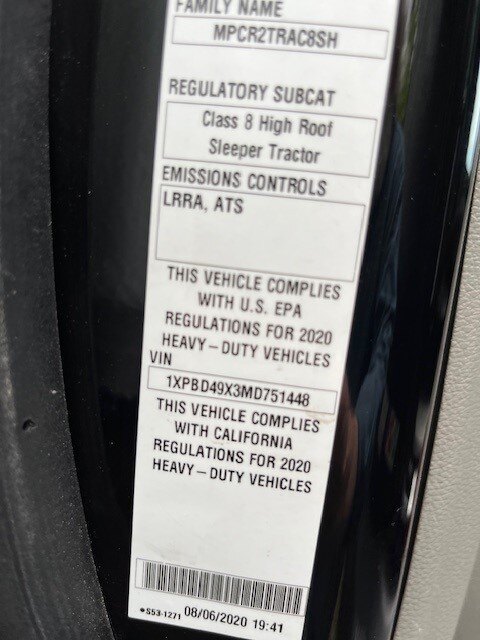 FAMILY NAME
MPCR2TRAC8SH
REGULATORY SUBCAT
Class 8 High Roof
Sleeper Tractor
EMISSIONS CONTROLS
LRRA, ATS
THIS VEHICLE COMPLIES
WITH U.S. EPA
REGULATIONS FOR 2020
HEAVY-DUTY VEHICLES
VIN
1XPBD49X3MD751448
THIS VEHICLE COMPLIES
WITH CALIFORNIA
REGULATIONS FOR 2020
HEAVY-DUTY VEHICLES
•S53-1271 08/06/2020 19:41